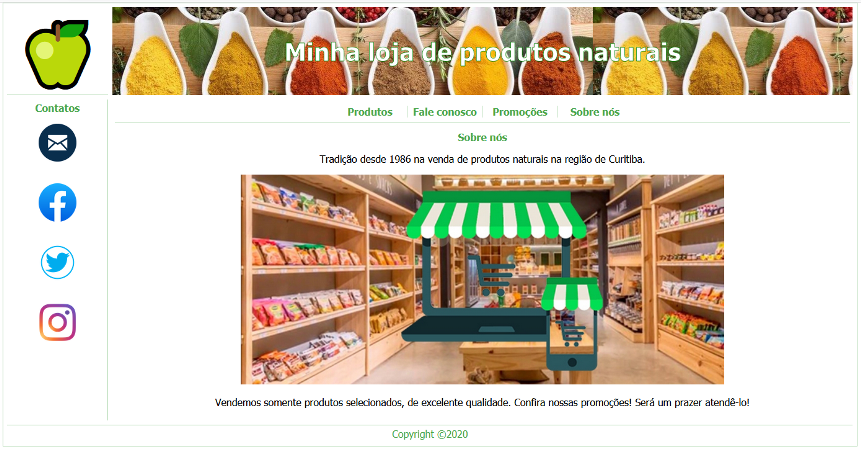 Minha loja de produtos naturais
Contatos
Produtos
Fale conosco
Promoções
Sobre nós
Sobre nós
Tradição desde 1986 na venda de produtos naturais na região de Curitiba.
Vendemos somente produtos selecionados, de excelente qualidade. Confira nossas promoções! Será um prazer atendê-lo!
Copyright ©2020